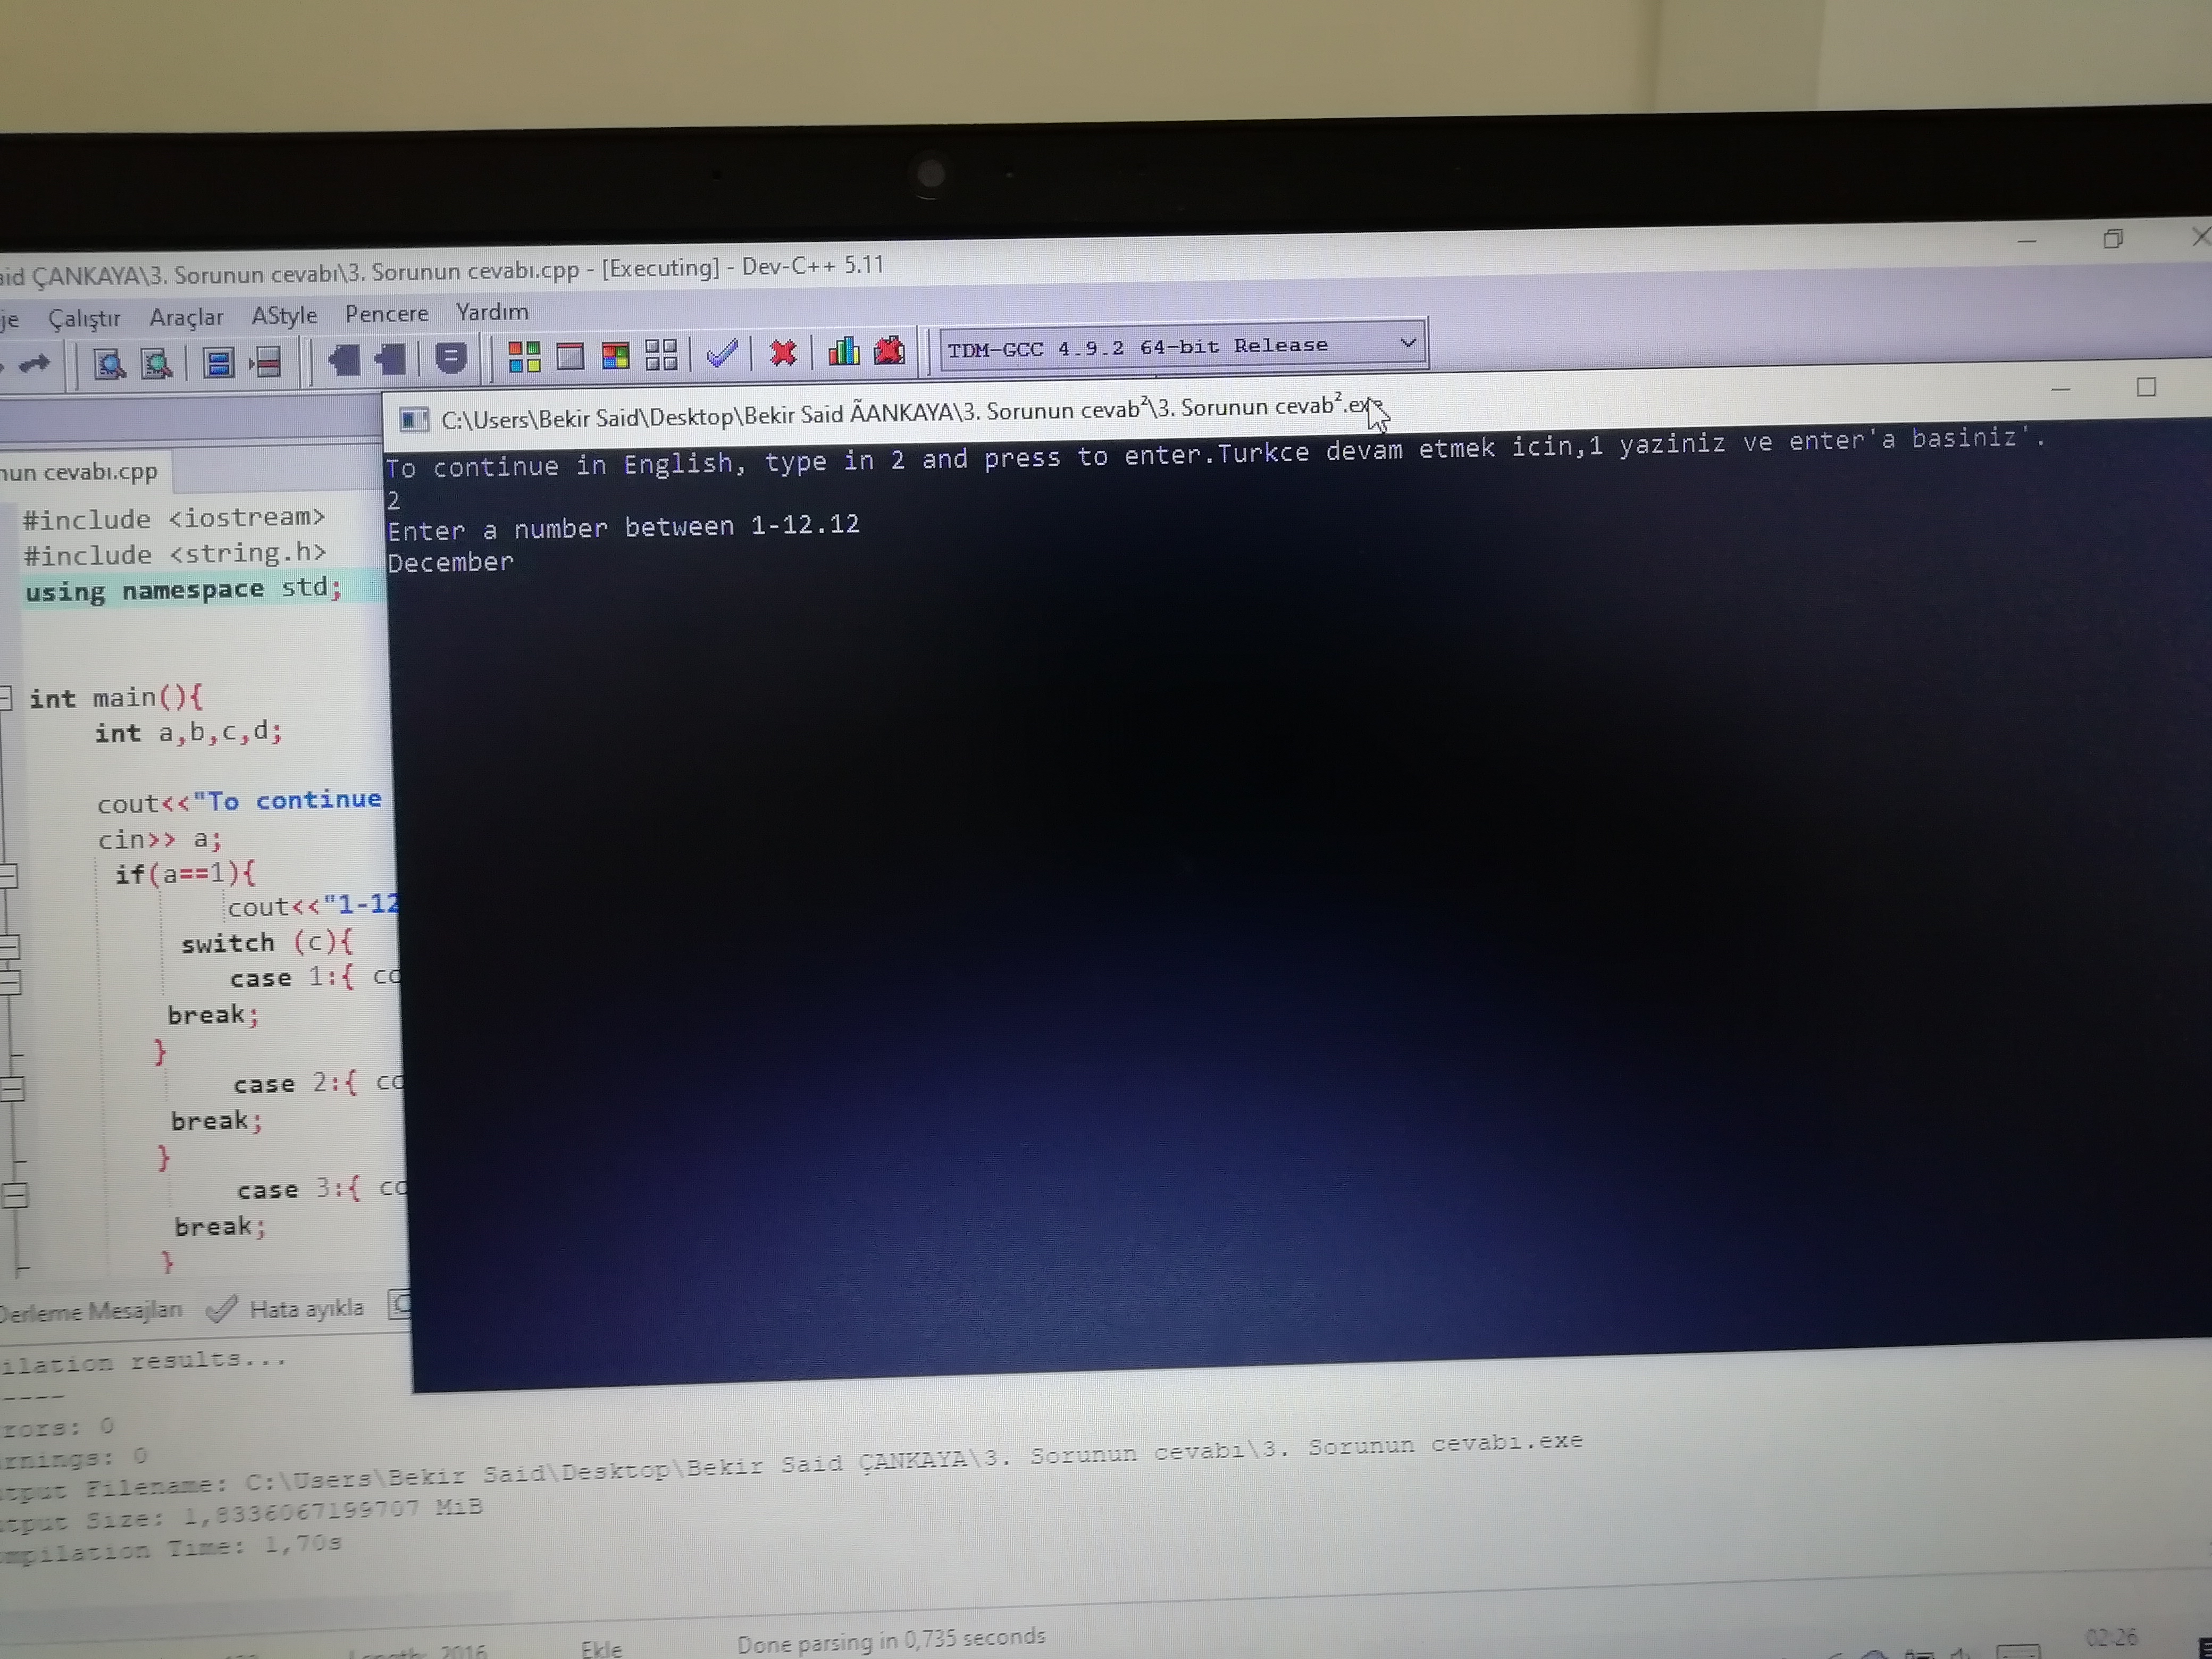 aid ÇANKAYA\3. Sorunun cevabı\3. Sorunun cevabı.cpp - [Executing] - Dev-C++ 5.11
je Çalıştır Araçlar AStyle Pencere Yardım
TDM-GCC 4.9.2 64-bit Release
C:\Users\Bekir Said\Desktop\Bekir Said ÃANKAYA\3. Sorunun cevab²\3. Sorunun cevab².exe
To continue in English, type in 2 and press to enter.Turkce devam etmek icin,1 yaziniz ve enter'a basiniz'.
2
Enter a number between 1-12.12
December
nun cevabı.cpp
#include <iostream>
#include <string.h>
using namespace std;
int main(){
int a,b,c,d;
cout<<"To continue
cin>> a;
if(a==1){
cout<<"1-12
switch (c){
case 1:{ co
break;
}
case 2:{ co
break;
}
case 3:{ co
break;
}
Derleme Mesajları Hata ayıkla
ilation results...
----
rors: 0
rnings: 0
tput Filename: C:\Users\Bekir Said\Desktop\Bekir Said ÇANKAYA\3. Sorunun cevabı\3. Sorunun cevabı.exe
tput Size: 1,8336067199707 MiB
mpilation Time: 1,70s
Length: 2016 Ekle Done parsing in 0,735 seconds
02:26